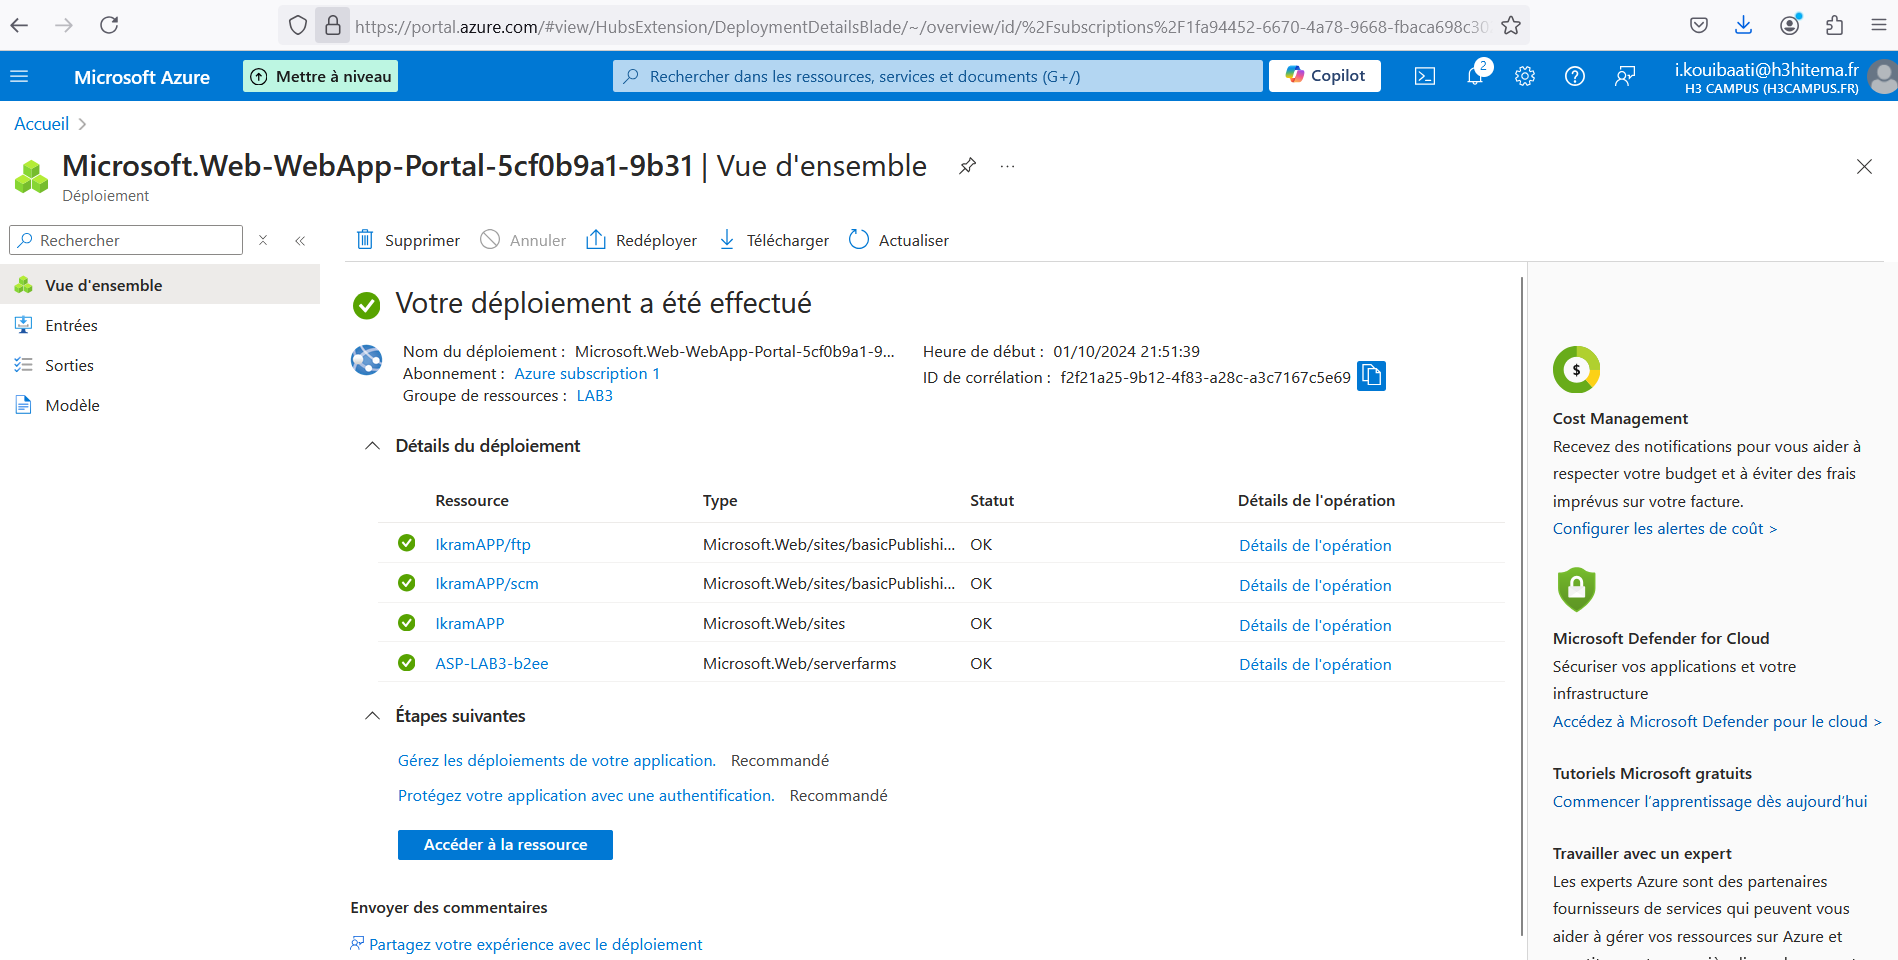 https://portal.azure.com/#view/HubsExtension/DeploymentDetailsBlade/~/overview/id/%2Fsubscriptions%2F1fa94452-6670-4a78-9668-fbaca698c30
Microsoft Azure
Mettre à niveau
Rechercher dans les ressources, services et documents (G+/)
Copilot
2
i.kouibaati@h3hitema.fr
H3 CAMPUS (H3CAMPUS.FR)
Accueil
Microsoft.Web-WebApp-Portal-5cf0b9a1-9b31 | Vue d'ensemble
Déploiement
Rechercher
Supprimer
Annuler
Redéployer
Télécharger
Actualiser
Vue d'ensemble
Entrées
Sorties
Modèle
Votre déploiement a été effectué
Nom du déploiement : Microsoft.Web-WebApp-Portal-5cf0b9a1-9...
Abonnement : Azure subscription 1
Groupe de ressources : LAB3
Heure de début : 01/10/2024 21:51:39
ID de corrélation : f2f21a25-9b12-4f83-a28c-a3c7167c5e69
Détails du déploiement
Ressource Type Statut Détails de l'opération
IkramAPP/ftp Microsoft.Web/sites/basicPublishi... OK Détails de l'opération
IkramAPP/scm Microsoft.Web/sites/basicPublishi... OK Détails de l'opération
IkramAPP Microsoft.Web/sites OK Détails de l'opération
ASP-LAB3-b2ee Microsoft.Web/serverfarms OK Détails de l'opération
Étapes suivantes
Gérez les déploiements de votre application. Recommandé
Protégez votre application avec une authentification. Recommandé
Accéder à la ressource
Envoyer des commentaires
Partagez votre expérience avec le déploiement
$
Cost Management
Recevez des notifications pour vous aider à
respecter votre budget et à éviter des frais
imprévus sur votre facture.
Configurer les alertes de coût >
Microsoft Defender for Cloud
Sécuriser vos applications et votre
infrastructure
Accédez à Microsoft Defender pour le cloud >
Tutoriels Microsoft gratuits
Commencer l’apprentissage dès aujourd’hui
Travailler avec un expert
Les experts Azure sont des partenaires
fournisseurs de services qui peuvent vous
aider à gérer vos ressources sur Azure et